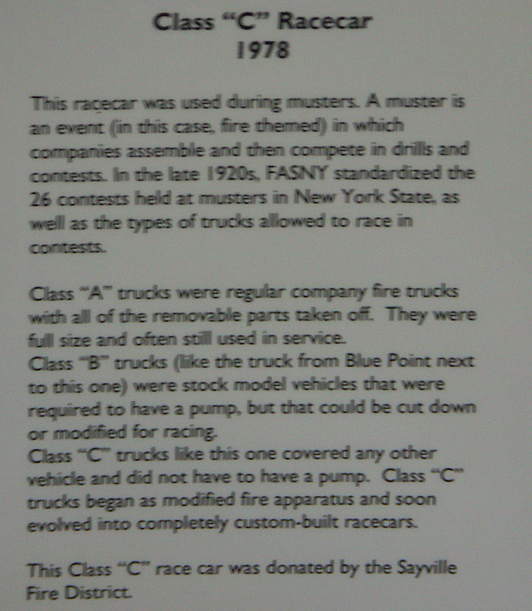 Class “C” Racecar
1978
This racecar was used during musters. A muster is
an event (in this case, fire themed) in which
companies assemble and then compete in drills and
contests. In the late 1920s, FASNY standardized the
26 contests held at musters in New York State, as
well as the types of trucks allowed to race in
contests.
Class “A” trucks were regular company fire trucks
with all of the removable parts taken off. They were
full size and often still used in service.
Class “B” trucks (like the truck from Blue Point next
to this one) were stock model vehicles that were
required to have a pump, but that could be cut down
or modified for racing.
Class “C” trucks like this one covered any other
vehicle and did not have to have a pump. Class “C”
trucks began as modified fire apparatus and soon
evolved into completely custom-built racecars.
This Class “C” race car was donated by the Sayville
Fire District.